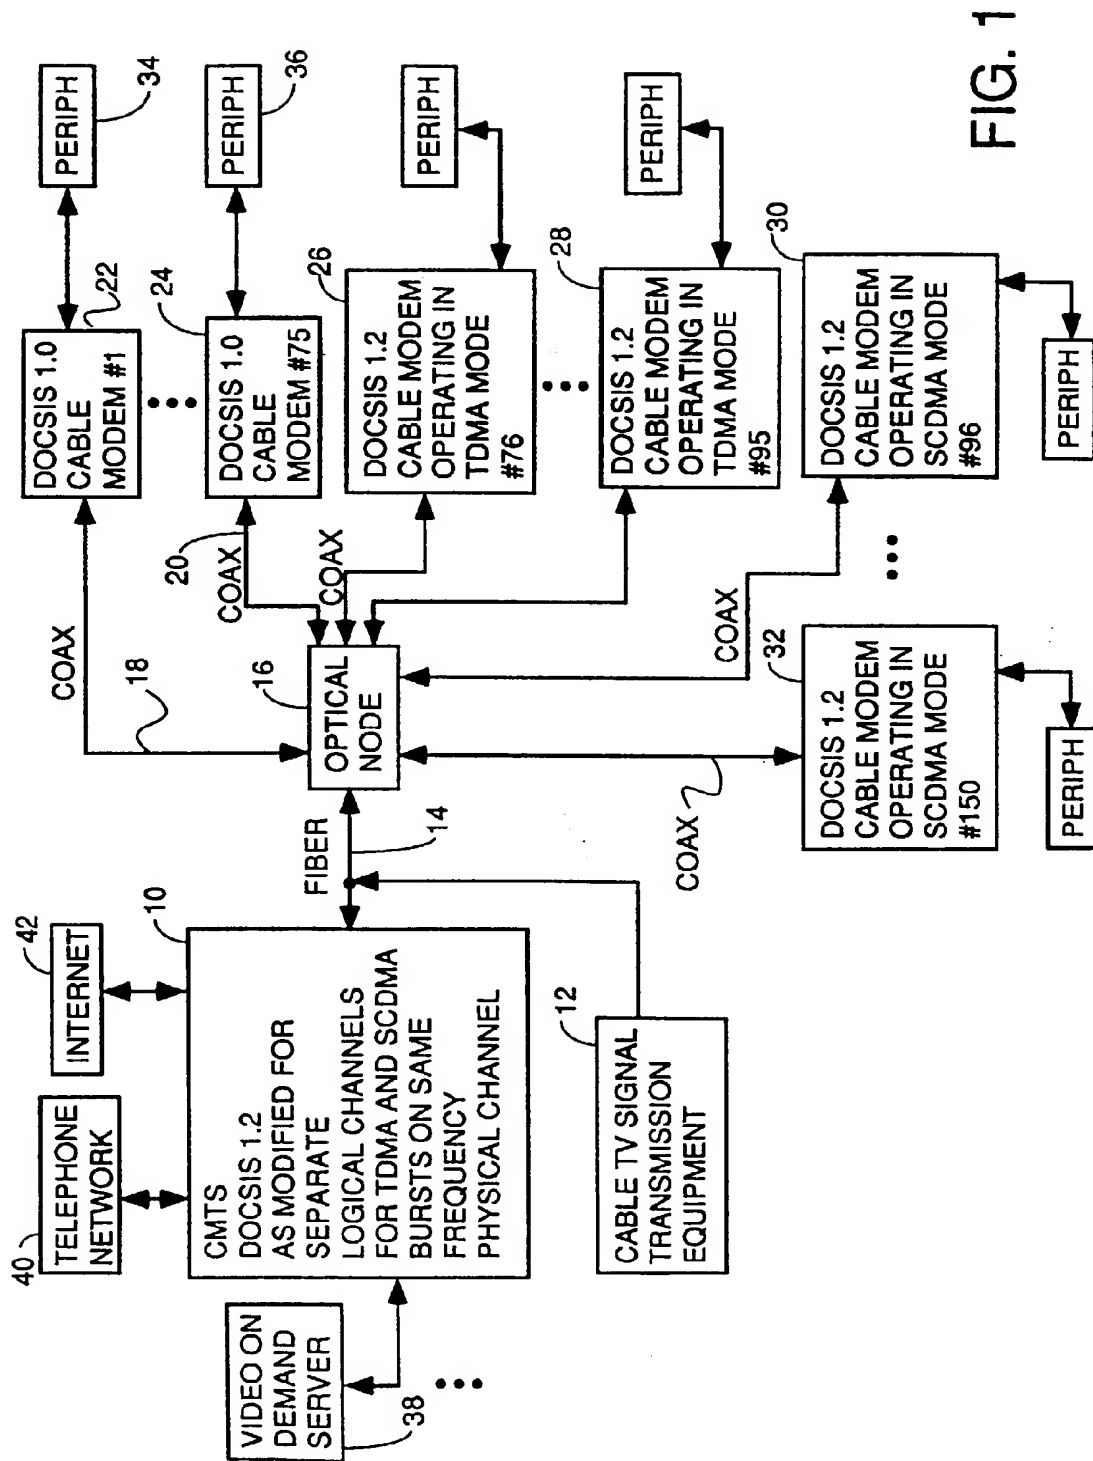 40
TELEPHONE
NETWORK
42
INTERNET
VIDEO ON
DEMAND
SERVER
38
10
CMTS
DOCSIS 1.2
AS MODIFIED FOR
SEPARATE
LOGICAL CHANNELS
FOR TDMA AND SCDMA
BURSTS ON SAME
FREQUENCY
PHYSICAL CHANNEL
12
CABLE TV SIGNAL
TRANSMISSION
EQUIPMENT
FIBER
14
16
OPTICAL
NODE
COAX
18
COAX
20
COAX
COAX
COAX
DOCSIS 1.0
CABLE
MODEM #1
22
PERIPH
34
24
DOCSIS 1.0
CABLE
MODEM #75
PERIPH
36
26
DOCSIS 1.2
CABLE MODEM
OPERATING IN
TDMA MODE
#76
PERIPH
28
DOCSIS 1.2
CABLE MODEM
OPERATING IN
TDMA MODE
#95
PERIPH
30
DOCSIS 1.2
CABLE MODEM
OPERATING IN
SCDMA MODE
#96
PERIPH
32
DOCSIS 1.2
CABLE MODEM
OPERATING IN
SCDMA MODE
#150
PERIPH
FIG. 1